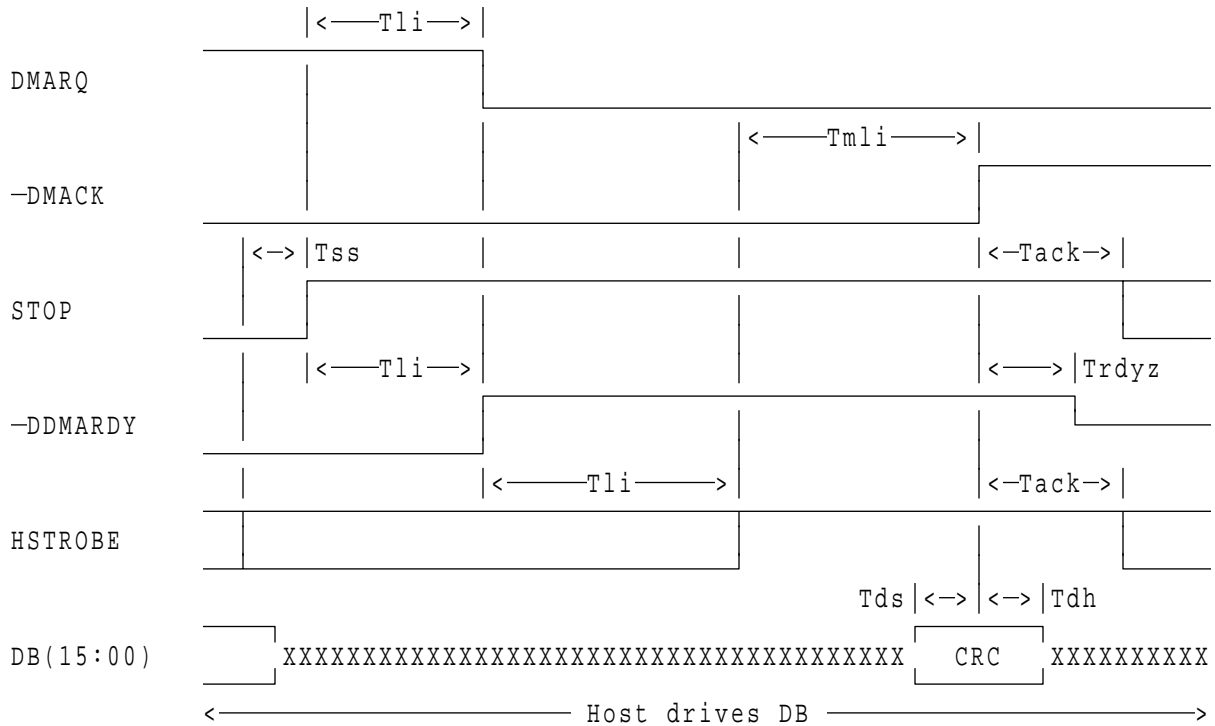 Tli
DMARQ
Tmli
—DMACK
Tss
Tack
STOP
Tli
Trdyz
—DDMARDY
Tli
Tack
HSTROBE
Tds
Tdh
DB(15:00)
XXXXXXXXXXXXXXXXXXXXXXXXXXXXXXXXXXXXXXX
CRC
XXXXXXXXXX
Host drives DB